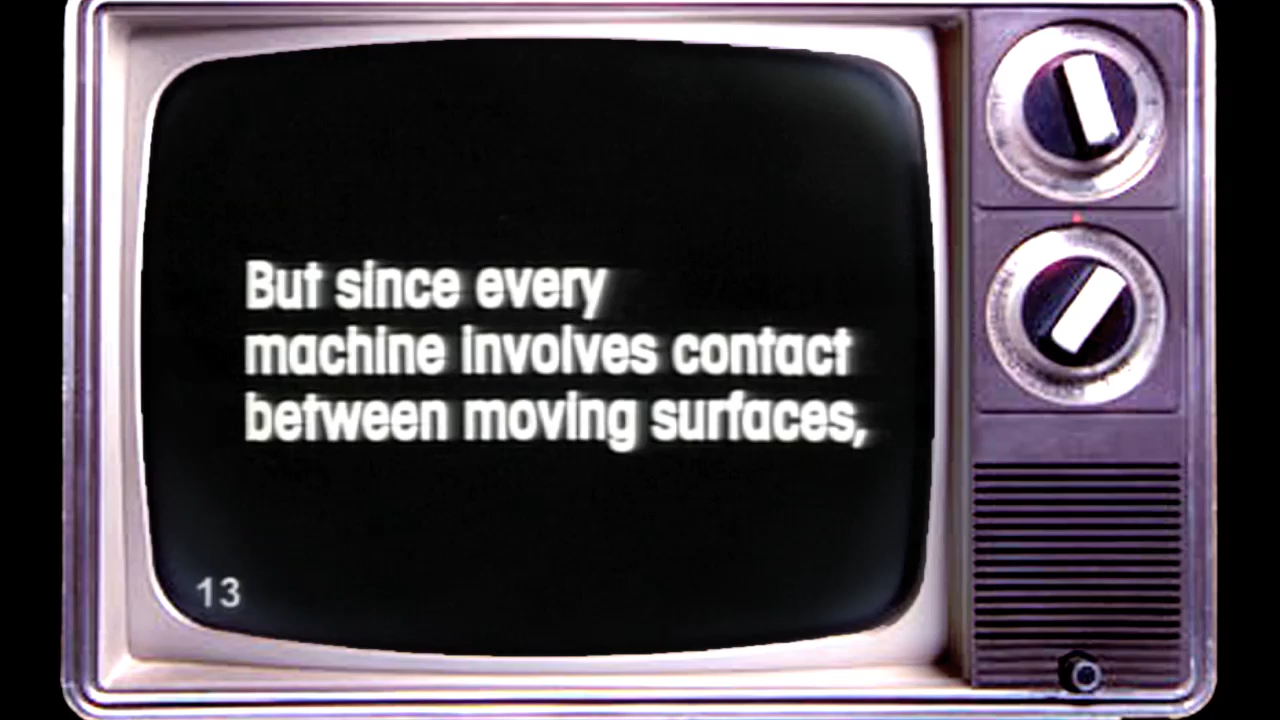 But since every
machine involves contact
between moving surfaces,
13